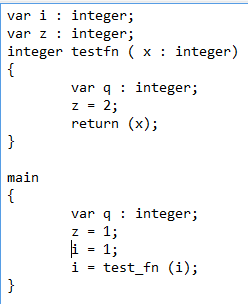 var i : integer;
var z : integer;
integer testfn ( x : integer)
{
var q : integer;
z = 2;
return (x);
}
main
{
var q : integer;
z = 1;
i = 1;
i = test_fn (i);
}